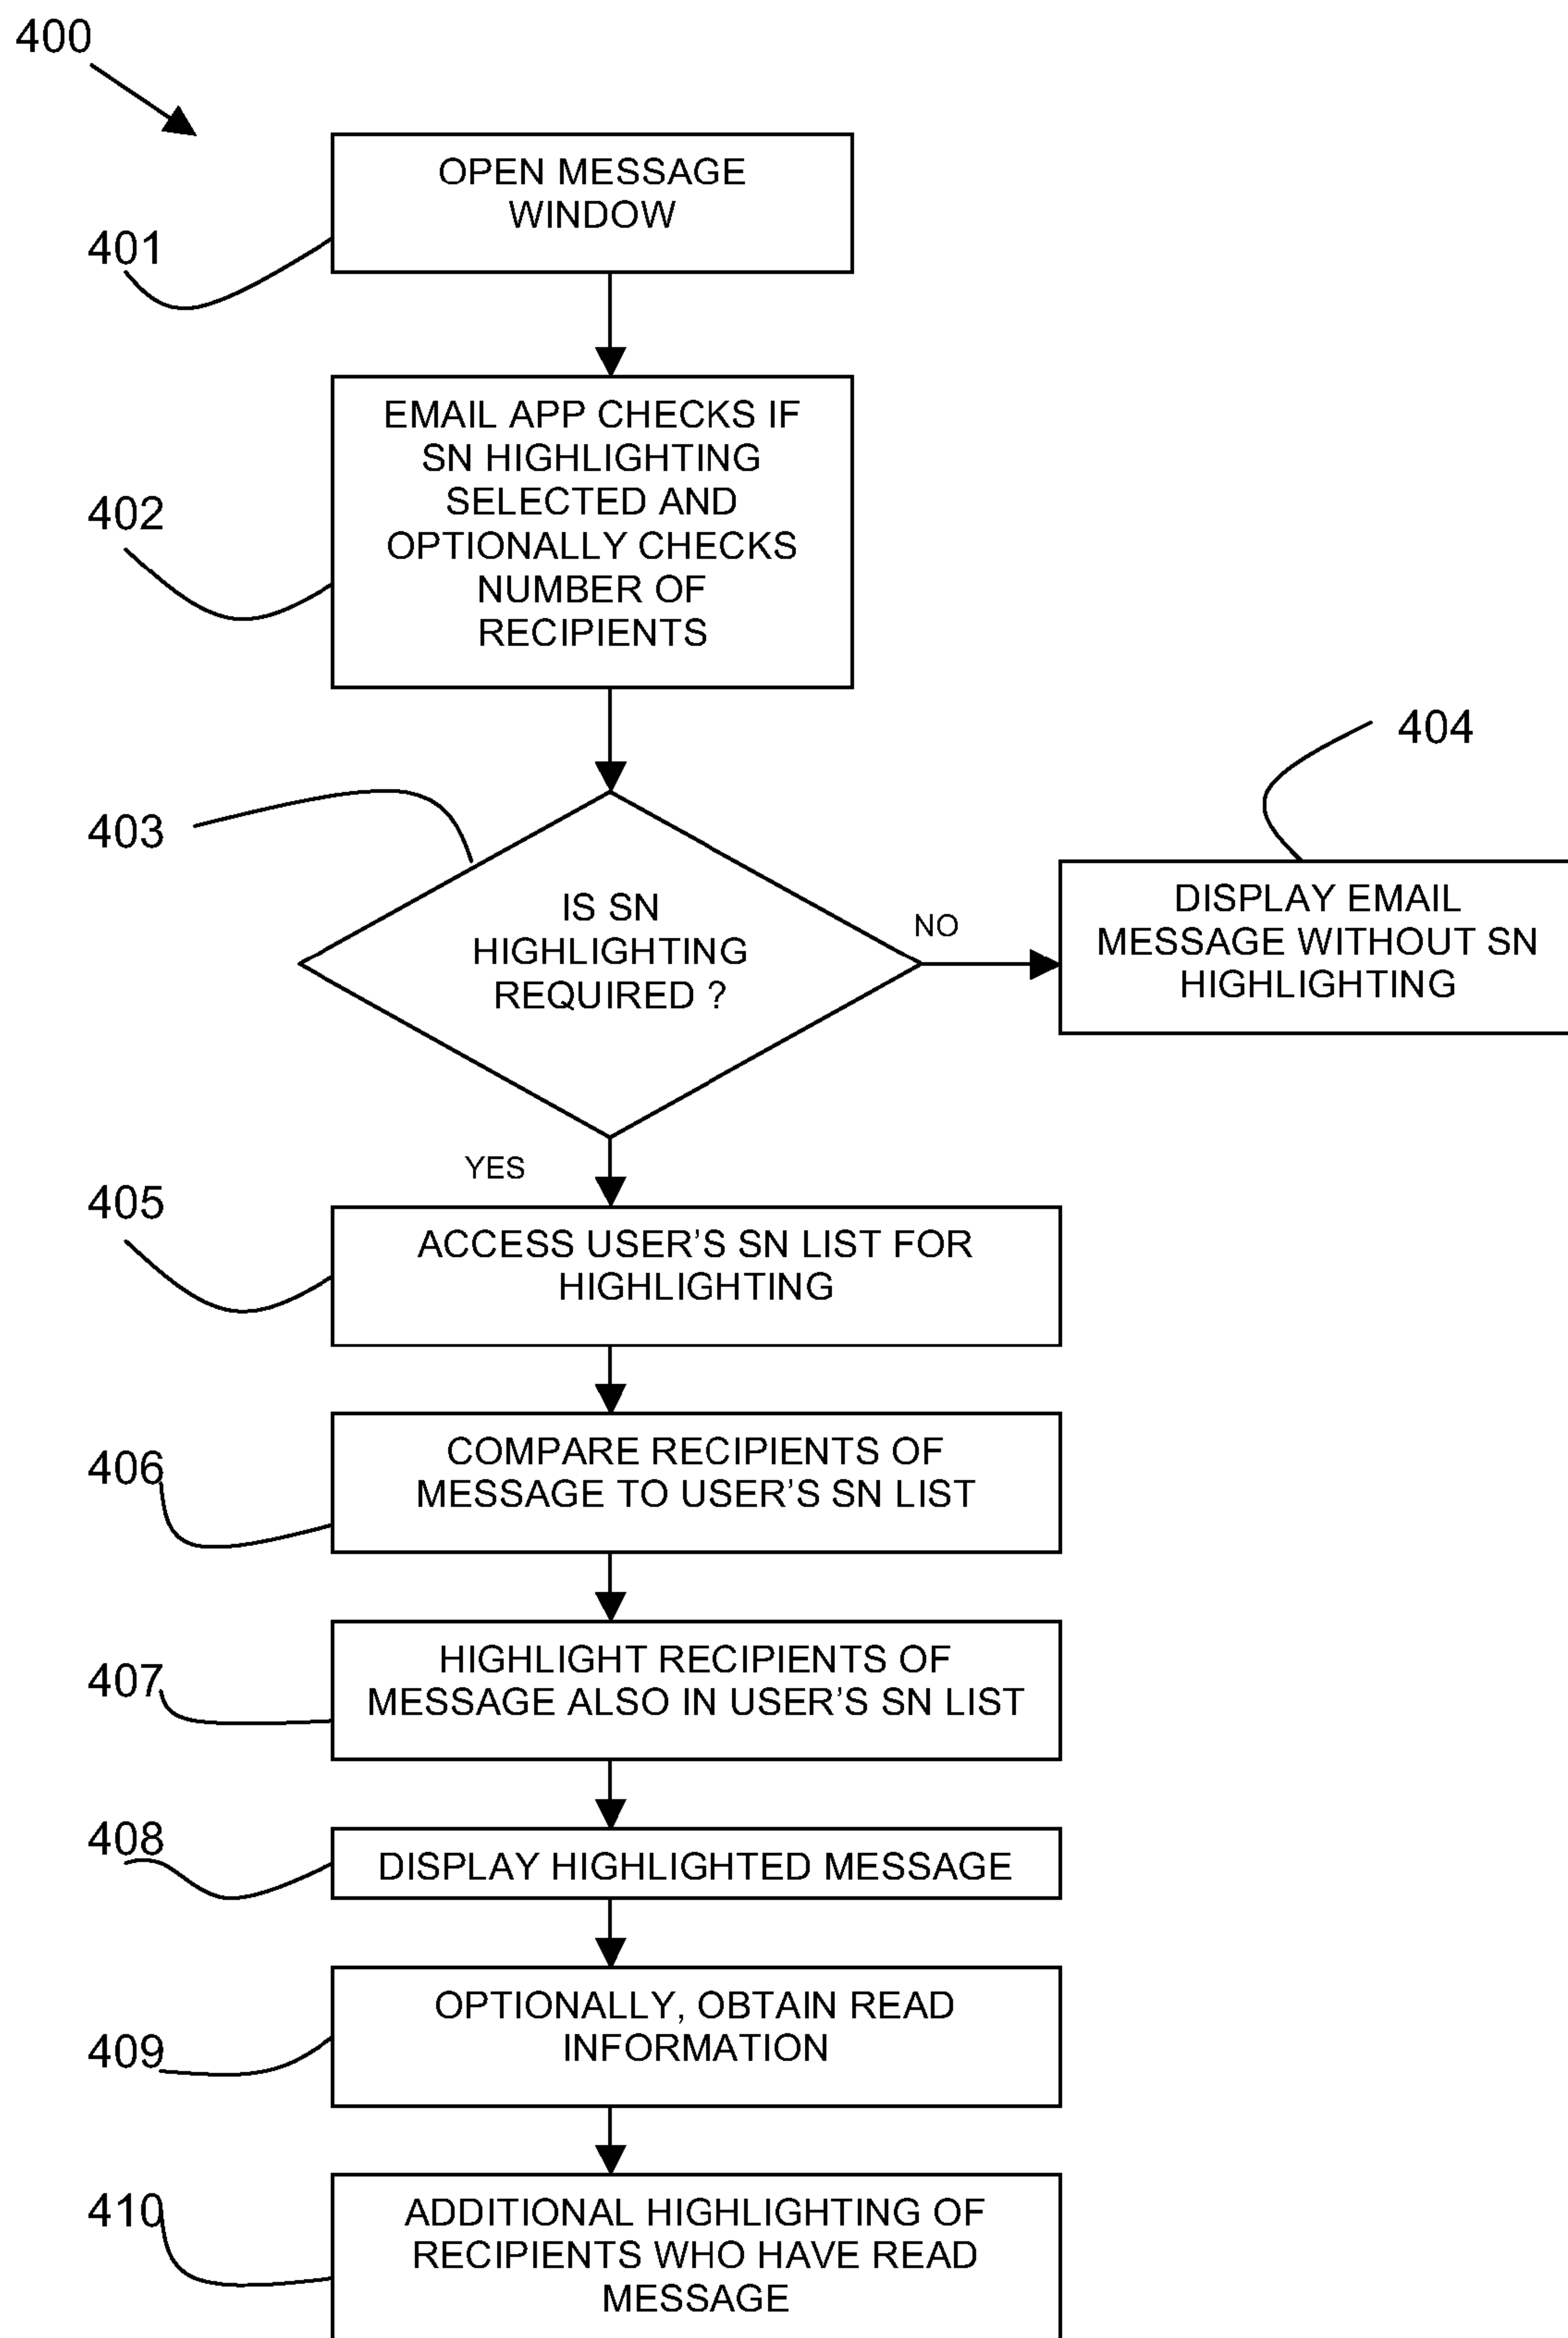 400
OPEN MESSAGE
WINDOW
401
EMAIL APP CHECKS IF
SN HIGHLIGHTING
SELECTED AND
OPTIONALLY CHECKS
NUMBER OF
RECIPIENTS
402
404
403
IS SN
HIGHLIGHTING
REQUIRED ?
NO
DISPLAY EMAIL
MESSAGE WITHOUT SN
HIGHLIGHTING
YES
405
ACCESS USER'S SN LIST FOR
HIGHLIGHTING
406
COMPARE RECIPIENTS OF
MESSAGE TO USER'S SN LIST
407
HIGHLIGHT RECIPIENTS OF
MESSAGE ALSO IN USER'S SN LIST
408
DISPLAY HIGHLIGHTED MESSAGE
409
OPTIONALLY, OBTAIN READ
INFORMATION
410
ADDITIONAL HIGHLIGHTING OF
RECIPIENTS WHO HAVE READ
MESSAGE